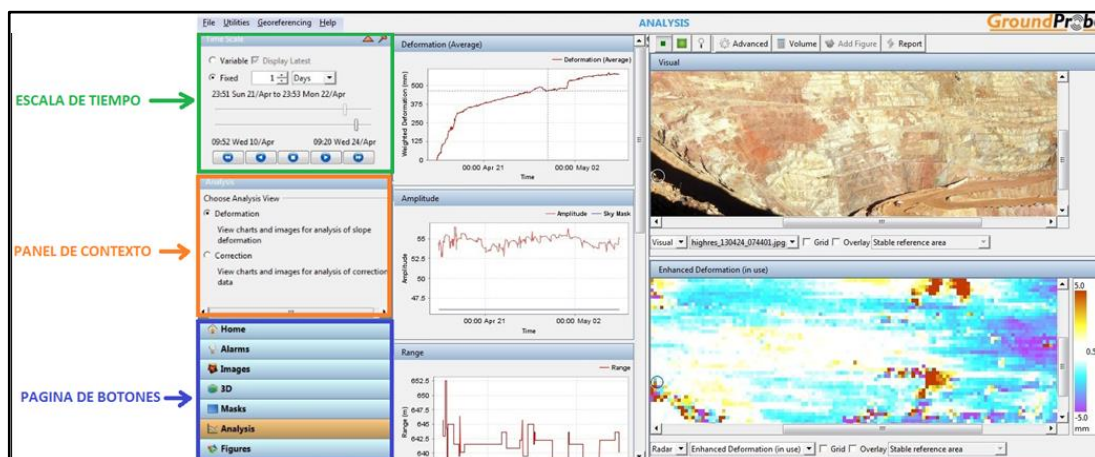 File Utilities Georeferencing Help
ANALYSIS
GroundProbe
ESCALA DE TIEMPO
PANEL DE CONTEXTO
PAGINA DE BOTONES
Time Scale
Variable Display Latest
Fixed 1 Days
23:51 Sun 21/Apr to 23:53 Mon 22/Apr
09:52 Wed 10/Apr 09:20 Wed 24/Apr
Analysis
Choose Analysis View
Deformation
View charts and images for analysis of slope
deformation
Correction
View charts and images for analysis of correction
data
Home
Alarms
Images
3D
Masks
Analysis
Figures
Deformation (Average)
Deformation (Average)
Weighted Deformation (mm)
500
375
250
125
0
00:00 Apr 21 00:00 May 02
Time
Amplitude
Amplitude Sky Mask
Amplitude
55
52.5
50
47.5
00:00 Apr 21 00:00 May 02
Time
Range
Range
Range (m)
652.5
650
647.5
645
642.5
640
Advanced Volume Add Figure Report
Visual
Visual highres_130424_074401.jpg Grid Overlay Stable reference area
Enhanced Deformation (in use)
5.0
0.5
-5.0
mm
Radar Enhanced Deformation (in use) Grid Overlay Stable reference area